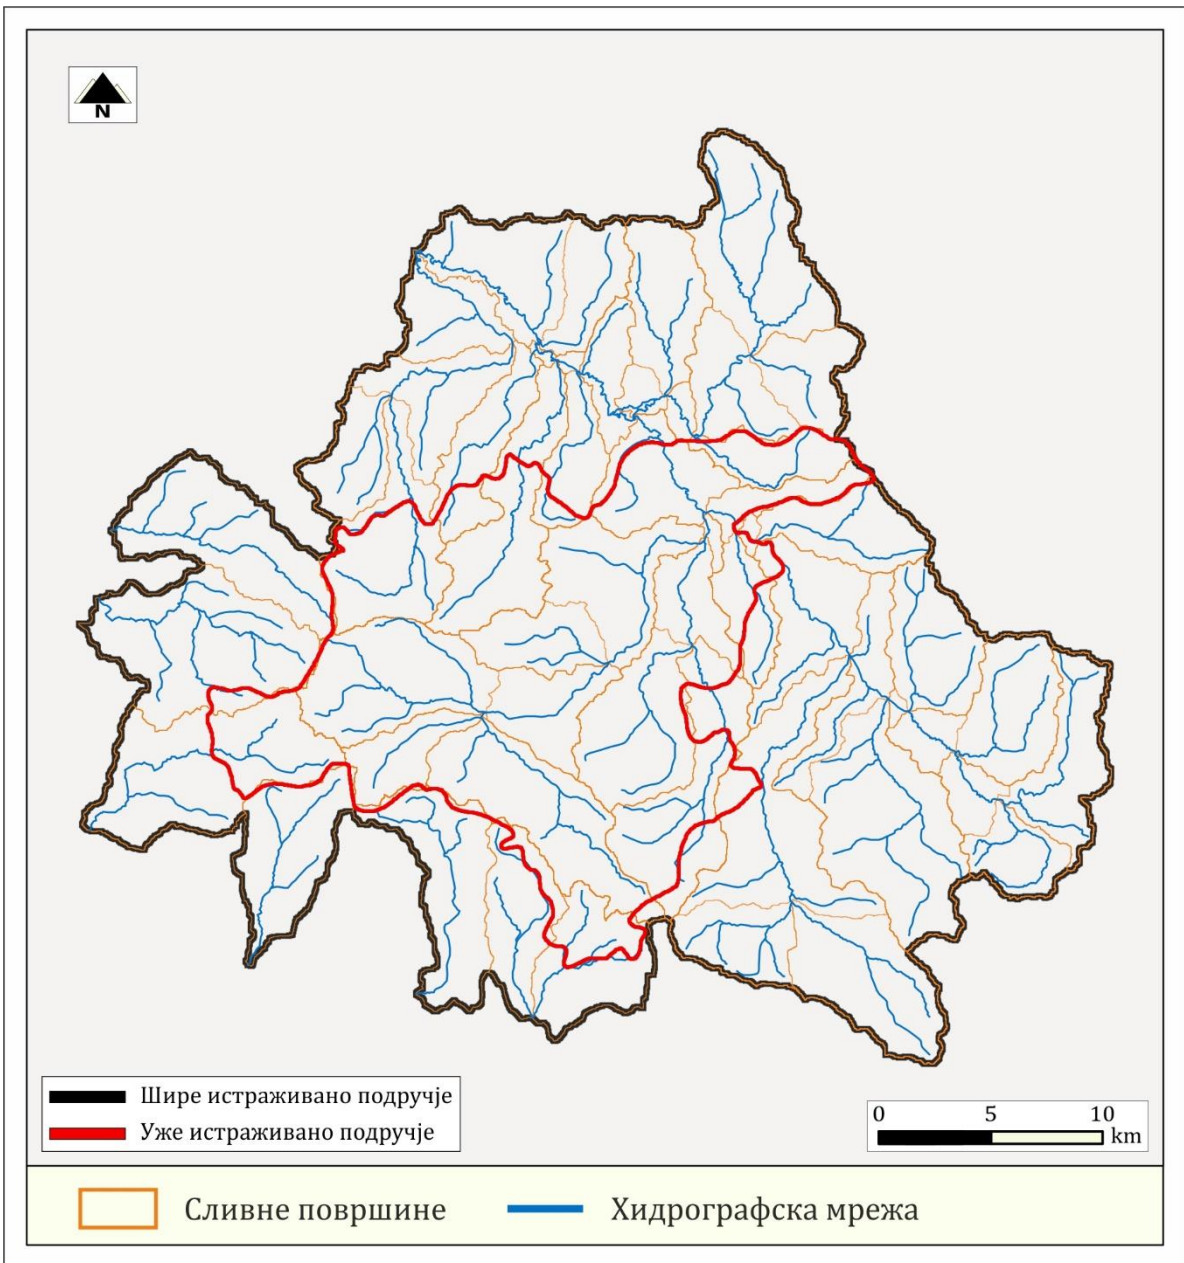 N
Шире истраживано подручје
Уже истраживано подручје
0 5 10
km
Сливне површине Хидрографска мрежа